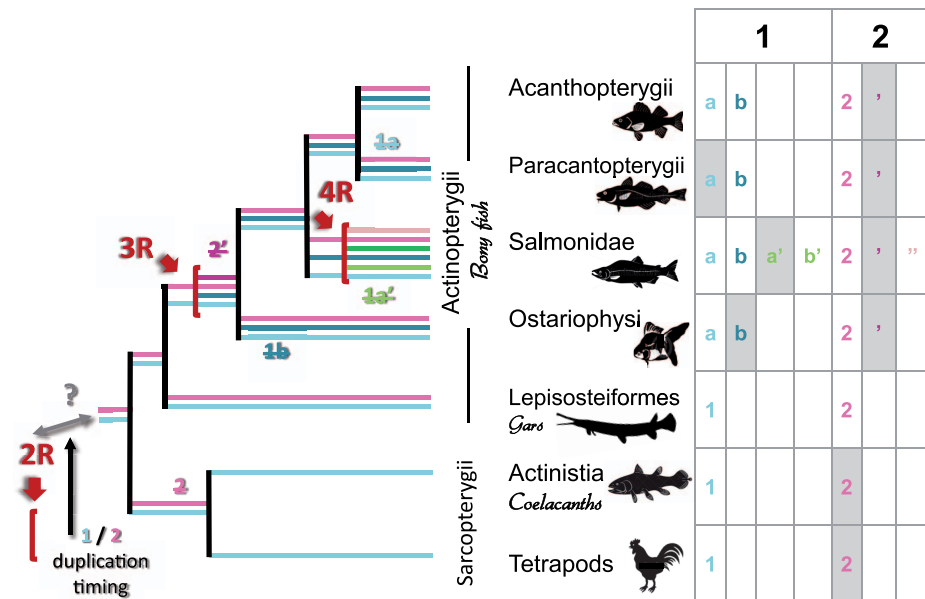 1 2
Acanthopterygii
a b 2 '
1a
Paracantopterygii
a b 2 '
4R
Actinopterygii
Bony fish
3R
2'
Salmonidae
a b a' b' 2 ' ''
1a'
Ostariophysi
a b 2 '
1b
?
Lepisosteiformes
Gars
1 2
2R
Sarcopterygii
2
Actinistia
Coelacanths
1 2
1 / 2
duplication
timing
Tetrapods
1 2